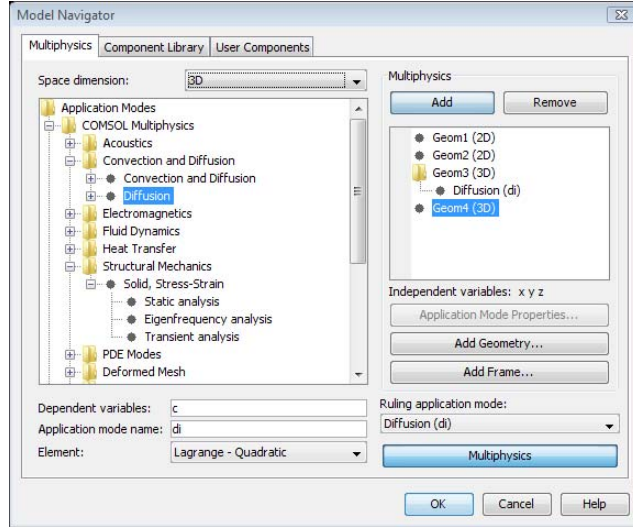 Model Navigator
Multiphysics Component Library User Components
Space dimension: 3D
Application Modes
COMSOL Multiphysics
Acoustics
Convection and Diffusion
Convection and Diffusion
Diffusion
Electromagnetics
Fluid Dynamics
Heat Transfer
Structural Mechanics
Solid, Stress-Strain
Static analysis
Eigenfrequency analysis
Transient analysis
PDE Modes
Deformed Mesh
Dependent variables: c
Application mode name: di
Element: Lagrange - Quadratic
Multiphysics
Add Remove
Geom1 (2D)
Geom2 (2D)
Geom3 (3D)
Diffusion (di)
Geom4 (3D)
Independent variables: x y z
Application Mode Properties...
Add Geometry...
Add Frame...
Ruling application mode:
Diffusion (di)
Multiphysics
OK Cancel Help